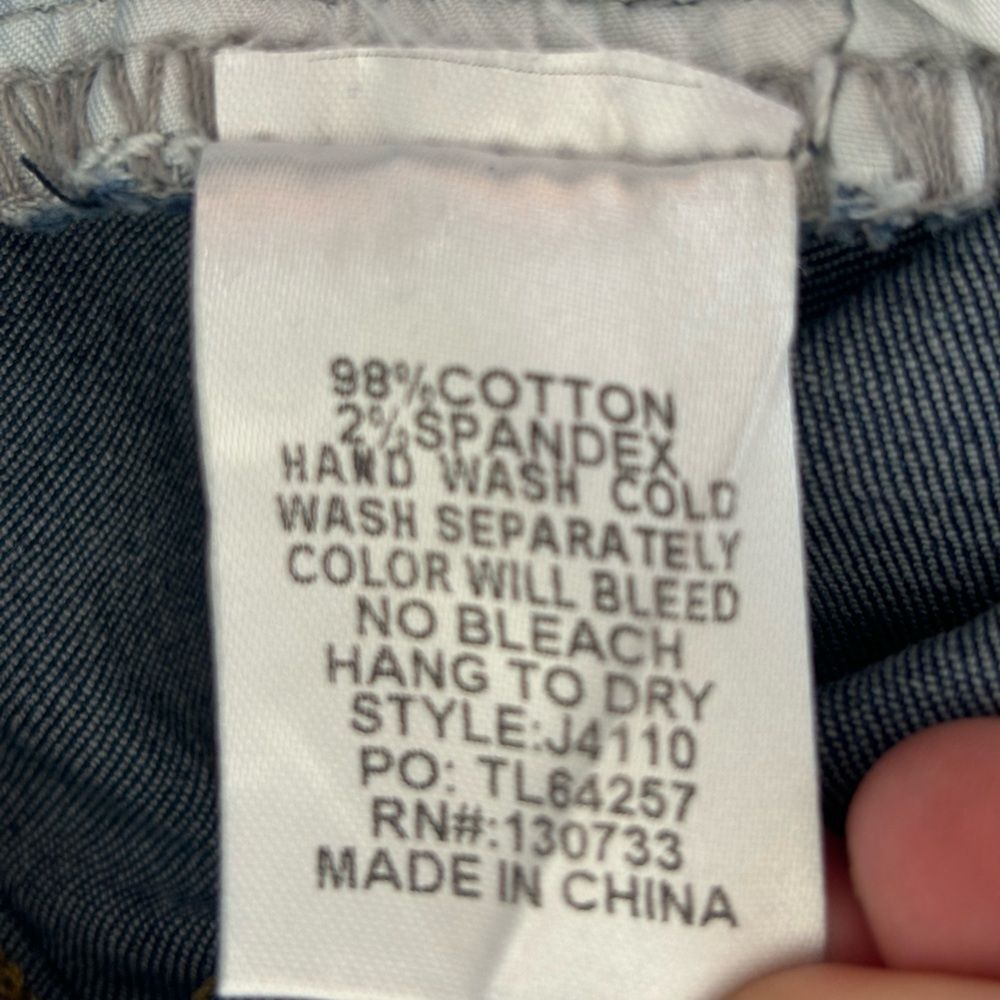 98%COTTON
2%SPANDEX
HAND WASH COLD
WASH SEPARATELY
COLOR WILL BLEED
NO BLEACH
HANG TO DRY
STYLE:J4110
PO: TL64257
RN#:130733
MADE IN CHINA